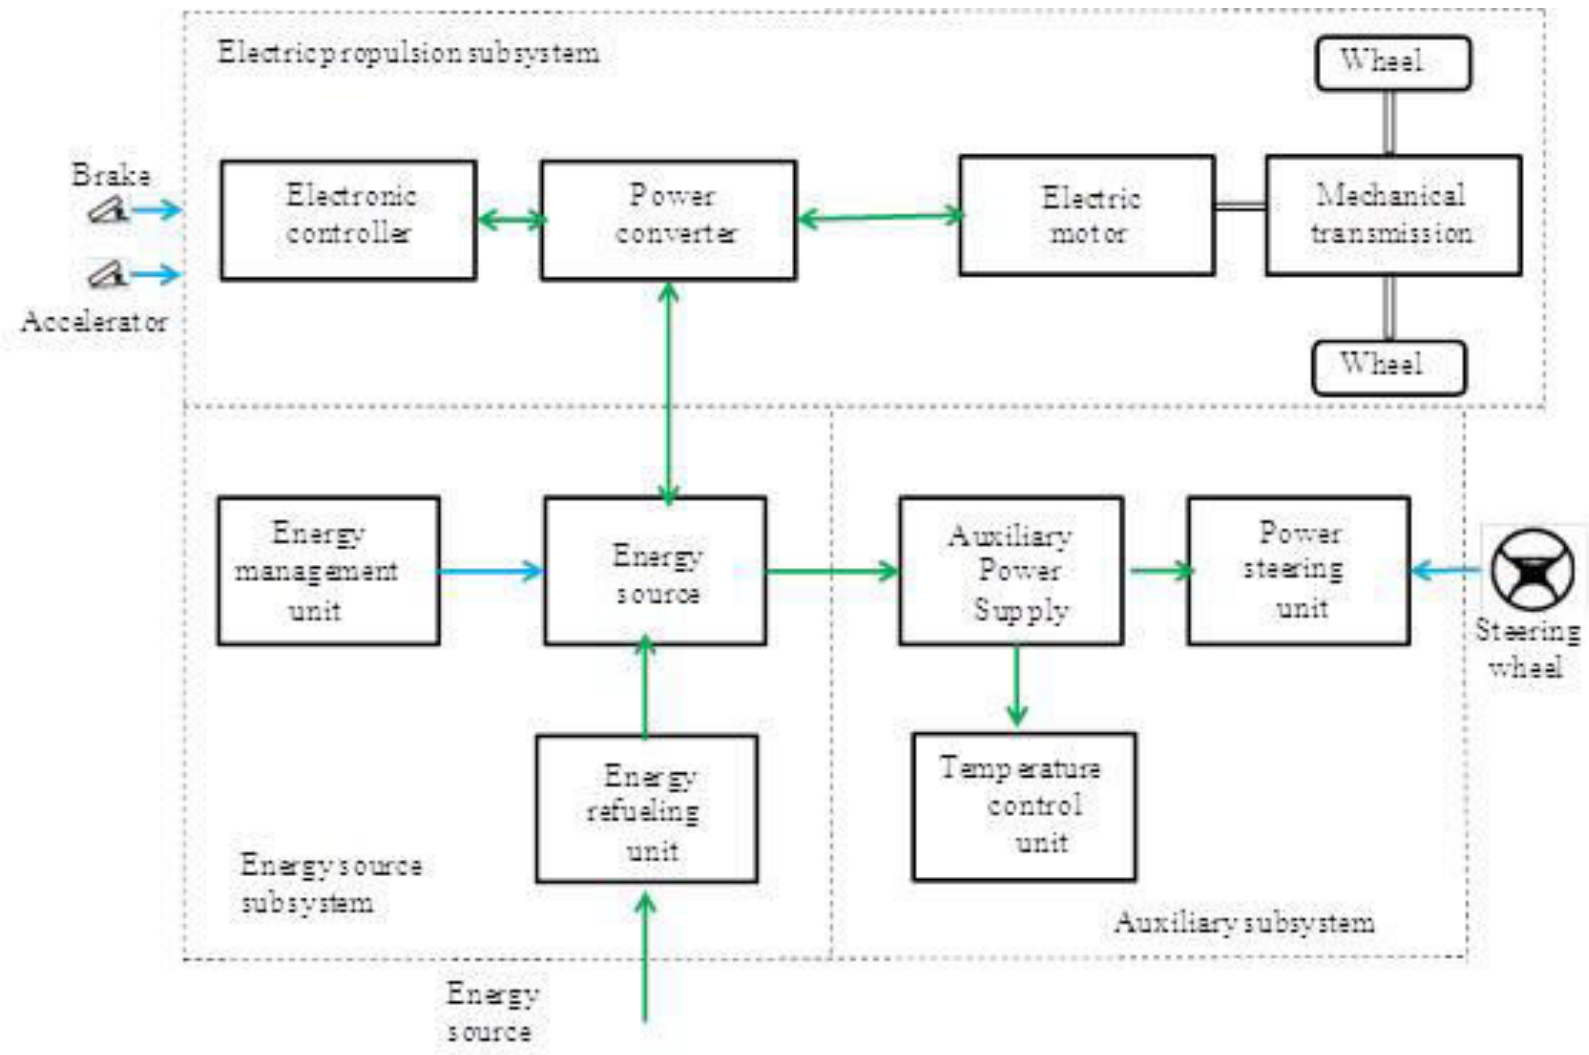 Electric propulsion subsystem
Wheel
Brake
Electronic
controller
Power
converter
Electric
motor
Mechanical
transmission
Accelerator
Wheel
Energy
management
unit
Energy
source
Auxiliary
Power
Supply
Power
steering
unit
Steering
wheel
Energy
refueling
unit
Temperature
control
unit
Energy source
subsystem
Auxiliary subsystem
Energy
source